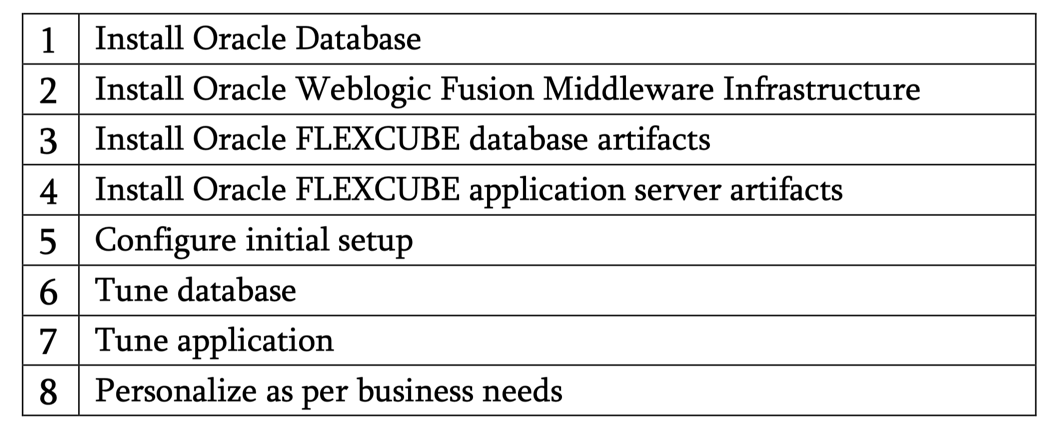 1 Install Oracle Database
2 Install Oracle Weblogic Fusion Middleware Infrastructure
3 Install Oracle FLEXCUBE database artifacts
4 Install Oracle FLEXCUBE application server artifacts
5 Configure initial setup
6 Tune database
7 Tune application
8 Personalize as per business needs